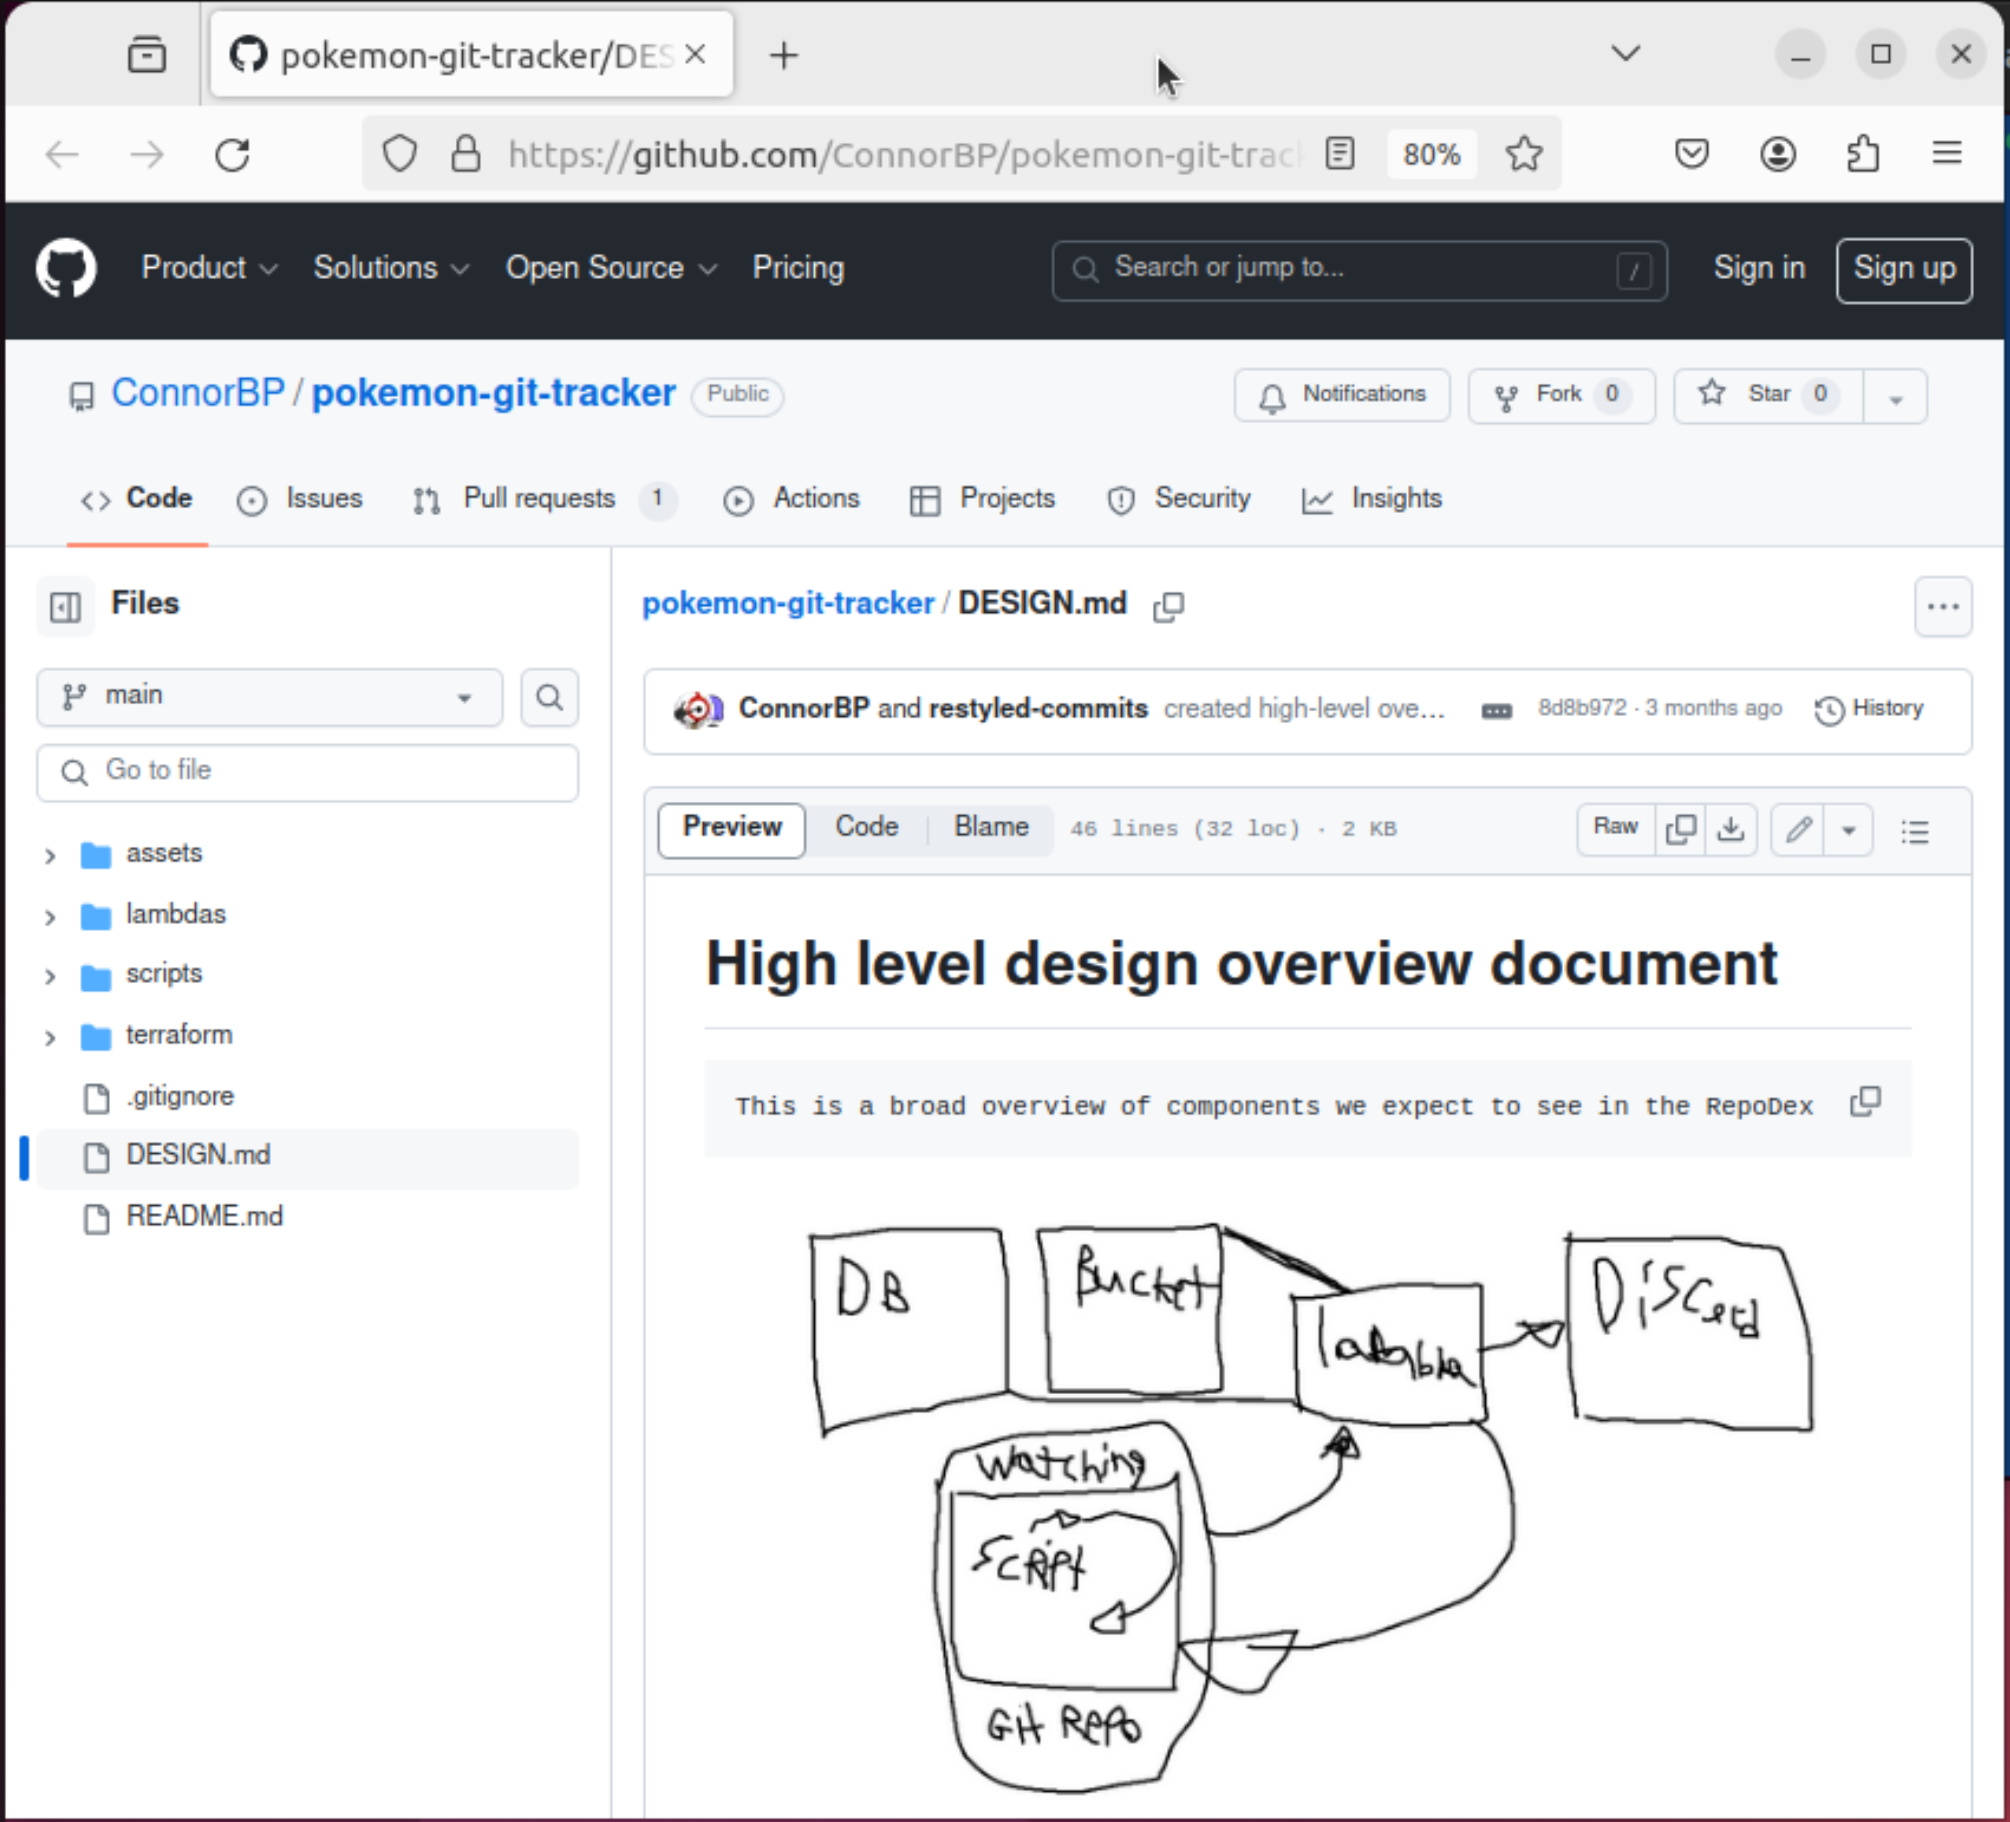 pokemon-git-tracker/DES
https://github.com/ConnorBP/pokemon-git-trac
80%
Product Solutions Open Source Pricing Search or jump to... / Sign in Sign up
ConnorBP / pokemon-git-tracker Public Notifications Fork 0 Star 0
Code Issues Pull requests 1 Actions Projects Security Insights
Files
main
Go to file
assets
lambdas
scripts
terraform
.gitignore
DESIGN.md
README.md
pokemon-git-tracker / DESIGN.md
ConnorBP and restyled-commits created high-level ove... 8d8b972 · 3 months ago History
Preview Code Blame 46 lines (32 loc) · 2 KB Raw
High level design overview document
This is a broad overview of components we expect to see in the RepoDex
DB
Bucket
Discord
watching
script
Git Repo